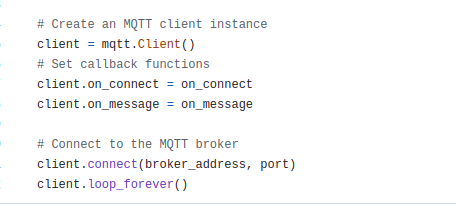 # Create an MQTT client instance
client = mqtt.Client()
# Set callback functions
client.on_connect = on_connect
client.on_message = on_message
# Connect to the MQTT broker
client.connect(broker_address, port)
client.loop_forever()